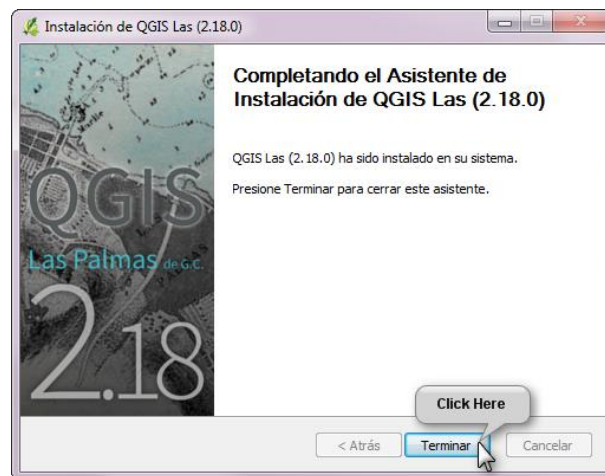 Instalación de QGIS Las (2.18.0)
Completando el Asistente de
Instalación de QGIS Las (2.18.0)
QGIS Las (2.18.0) ha sido instalado en su sistema.
Presione Terminar para cerrar este asistente.
QGIS
Las Palmas de G.C.
2.18
Click Here
< Atrás
Terminar
Cancelar